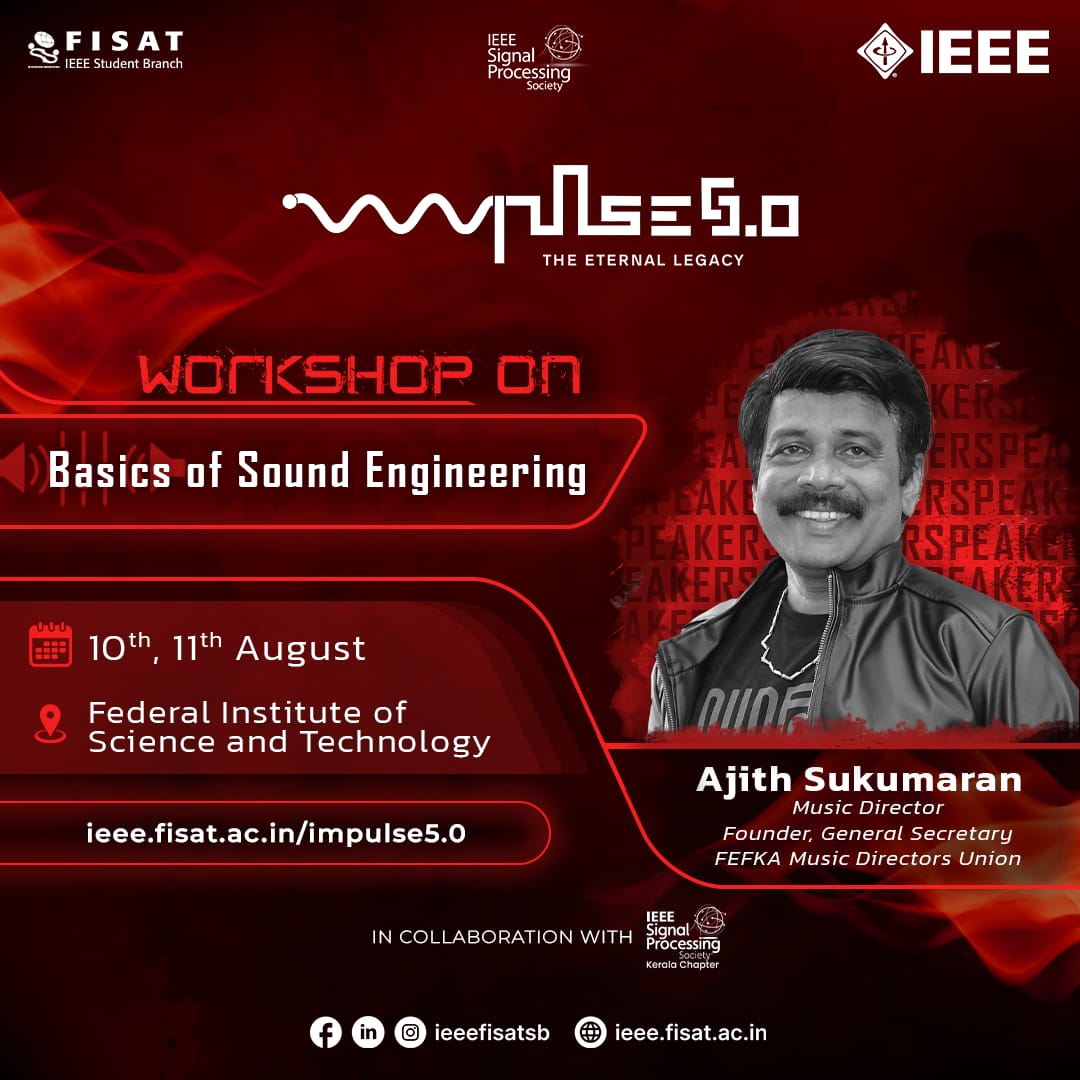 FISAT
IEEE Student Branch
IEEE
Signal
Processing
Society
IEEE
impulse5.0
THE ETERNAL LEGACY
WORKSHOP ON
Basics of Sound Engineering
10th, 11th August
Federal Institute of
Science and Technology
ieee.fisat.ac.in/impulse5.0
Ajith Sukumaran
Music Director
Founder, General Secretary
FEFKA Music Directors Union
IN COLLABORATION WITH
IEEE
Signal
Processing
Society
Kerala Chapter
ieeefisatsb
ieee.fisat.ac.in